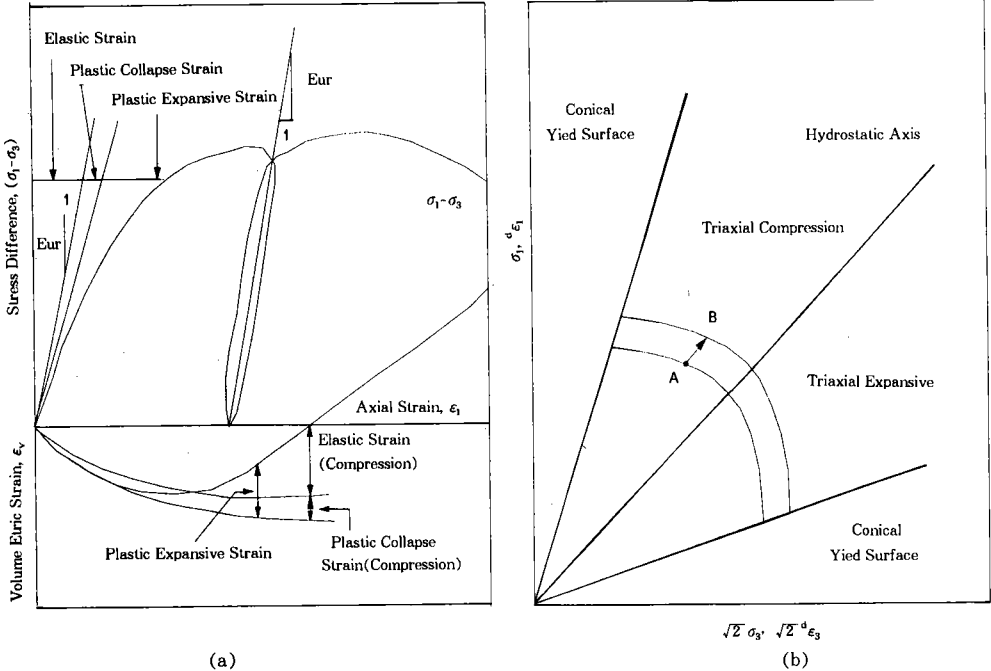 Elastic Strain
Plastic Collapse Strain
Plastic Expansive Strain
Eur
1
Stress Difference, (σ₁-σ₃)
1
Eur
σ₁-σ₃
Axial Strain, ε₁
Volume Etric Strain, εᵥ
Elastic Strain
(Compression)
Plastic Expansive Strain
Plastic Collapse
Strain(Compression)
(a)
Conical
Yied Surface
Hydrostatic Axis
Triaxial Compression
σ₁, ᵈε₁
B
A
Triaxial Expansive
Conical
Yied Surface
√2 σ₃, √2 ᵈε₃
(b)